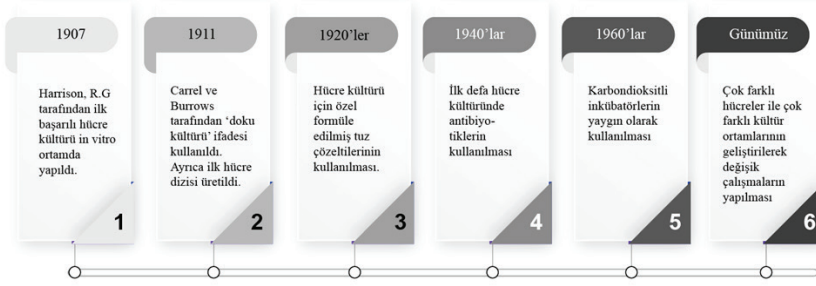 1907
Harrison, R.G
tarafından ilk
başarılı hücre
kültürü in vitro
ortamda
yapıldı.
1
1911
Carrel ve
Burrows
tarafından ‘doku
kültürü’ ifadesi
kullanıldı.
Ayrıca ilk hücre
dizisi üretildi.
2
1920’ler
Hücre kültürü
için özel
formüle
edilmiş tuz
çözeltilerinin
kullanılması.
3
1940’lar
İlk defa hücre
kültüründe
antibiyo-
tiklerin
kullanılması
4
1960’lar
Karbondioksitli
inkübatörlerin
yaygın olarak
kullanılması
5
Günümüz
Çok farklı
hücreler ile çok
farklı kültür
ortamlarının
geliştirilerek
değişik
çalışmaların
yapılması
6